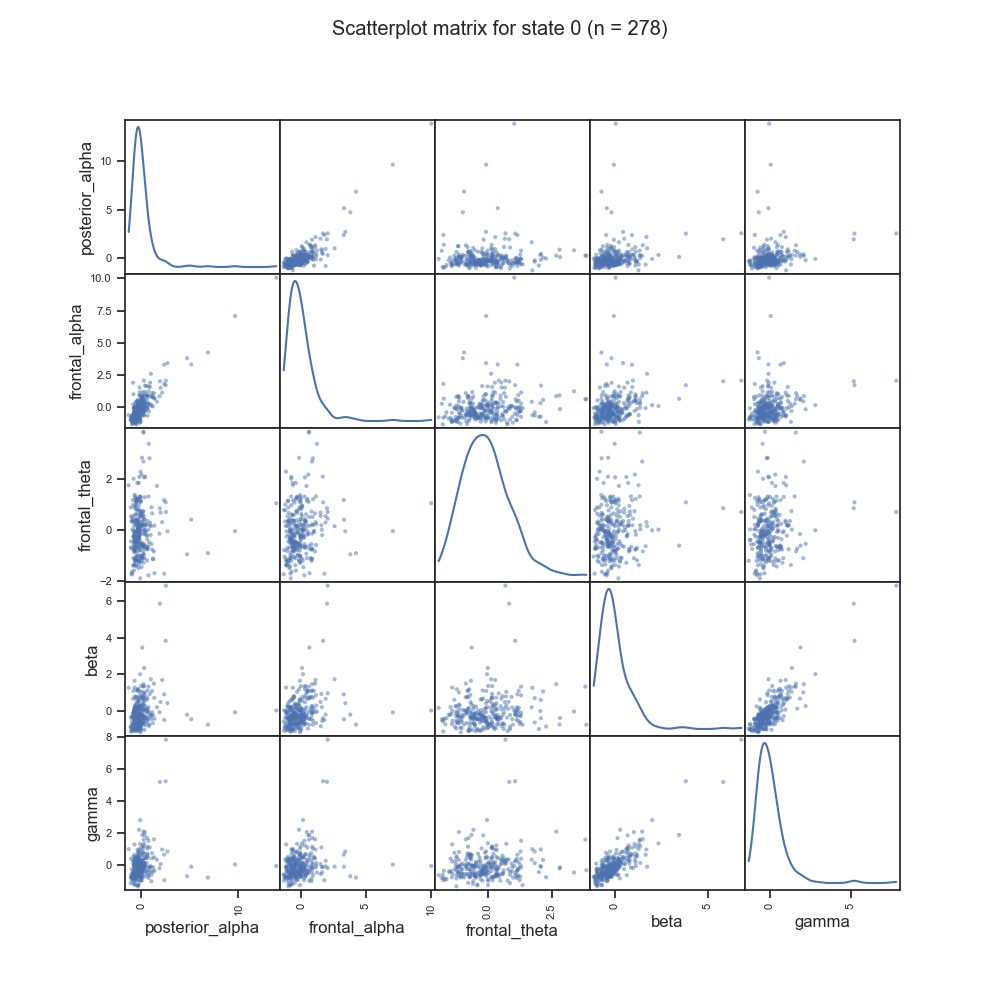 Scatterplot matrix for state 0 (n = 278)
posterior_alpha
10
5
0
frontal_alpha
10.0
7.5
5.0
2.5
0.0
frontal_theta
2
0
−2
beta
6
4
2
0
gamma
8
6
4
2
0
0
10
0
5
10
0.0
2.5
0
5
0
5
posterior_alpha
frontal_alpha
frontal_theta
beta
gamma